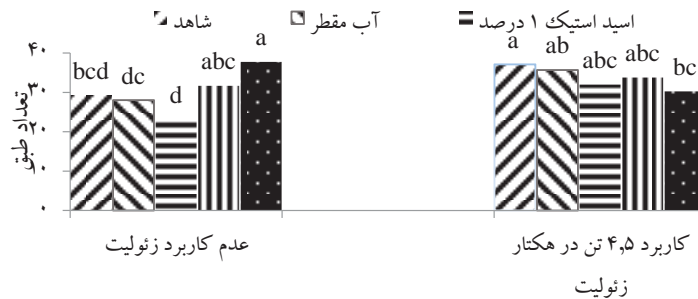 شاهد آب مقطر اسید استیک ۱ درصد
a
abc
d
dc
bcd
a
ab
abc
abc
bc
۴۰
۳۰
۲۰
۱۰
۰
تعداد طبق
عدم کاربرد زئولیت
کاربرد ۴٫۵ تن در هکتار
زئولیت